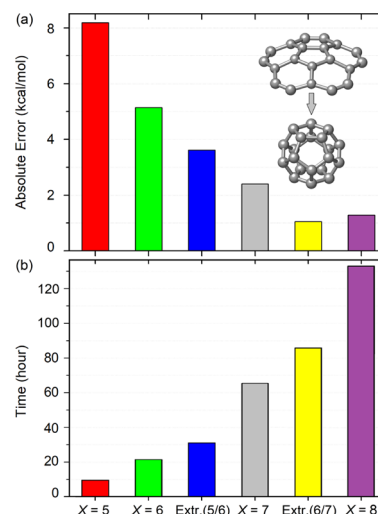 (a)
Absolute Error (kcal/mol)
8
6
4
2
1
0
(b)
Time (hour)
120
100
80
60
40
20
0
X = 5 X = 6 Extr.(5/6) X = 7 Extr.(6/7) X = 8